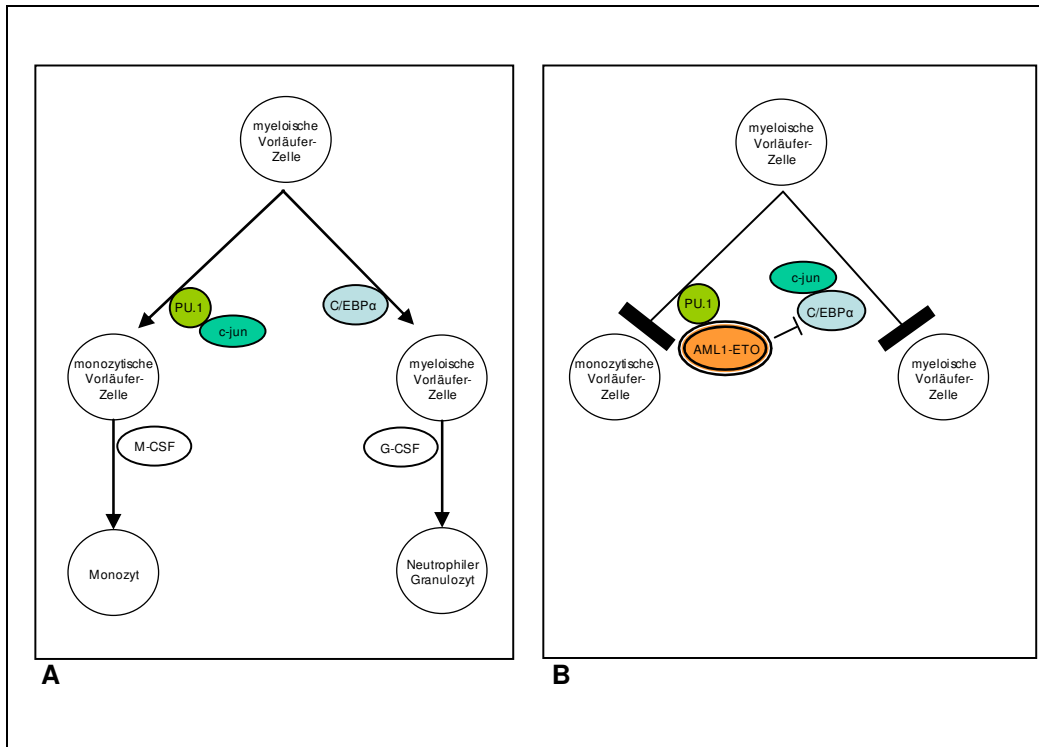 myeloische
Vorläufer-
Zelle
PU.1
c-jun
C/EBPα
monozytische
Vorläufer-
Zelle
myeloische
Vorläufer-
Zelle
M-CSF
G-CSF
Monozyt
Neutrophiler
Granulozyt
A
myeloische
Vorläufer-
Zelle
c-jun
PU.1
C/EBPα
AML1-ETO
monozytische
Vorläufer-
Zelle
myeloische
Vorläufer-
Zelle
B